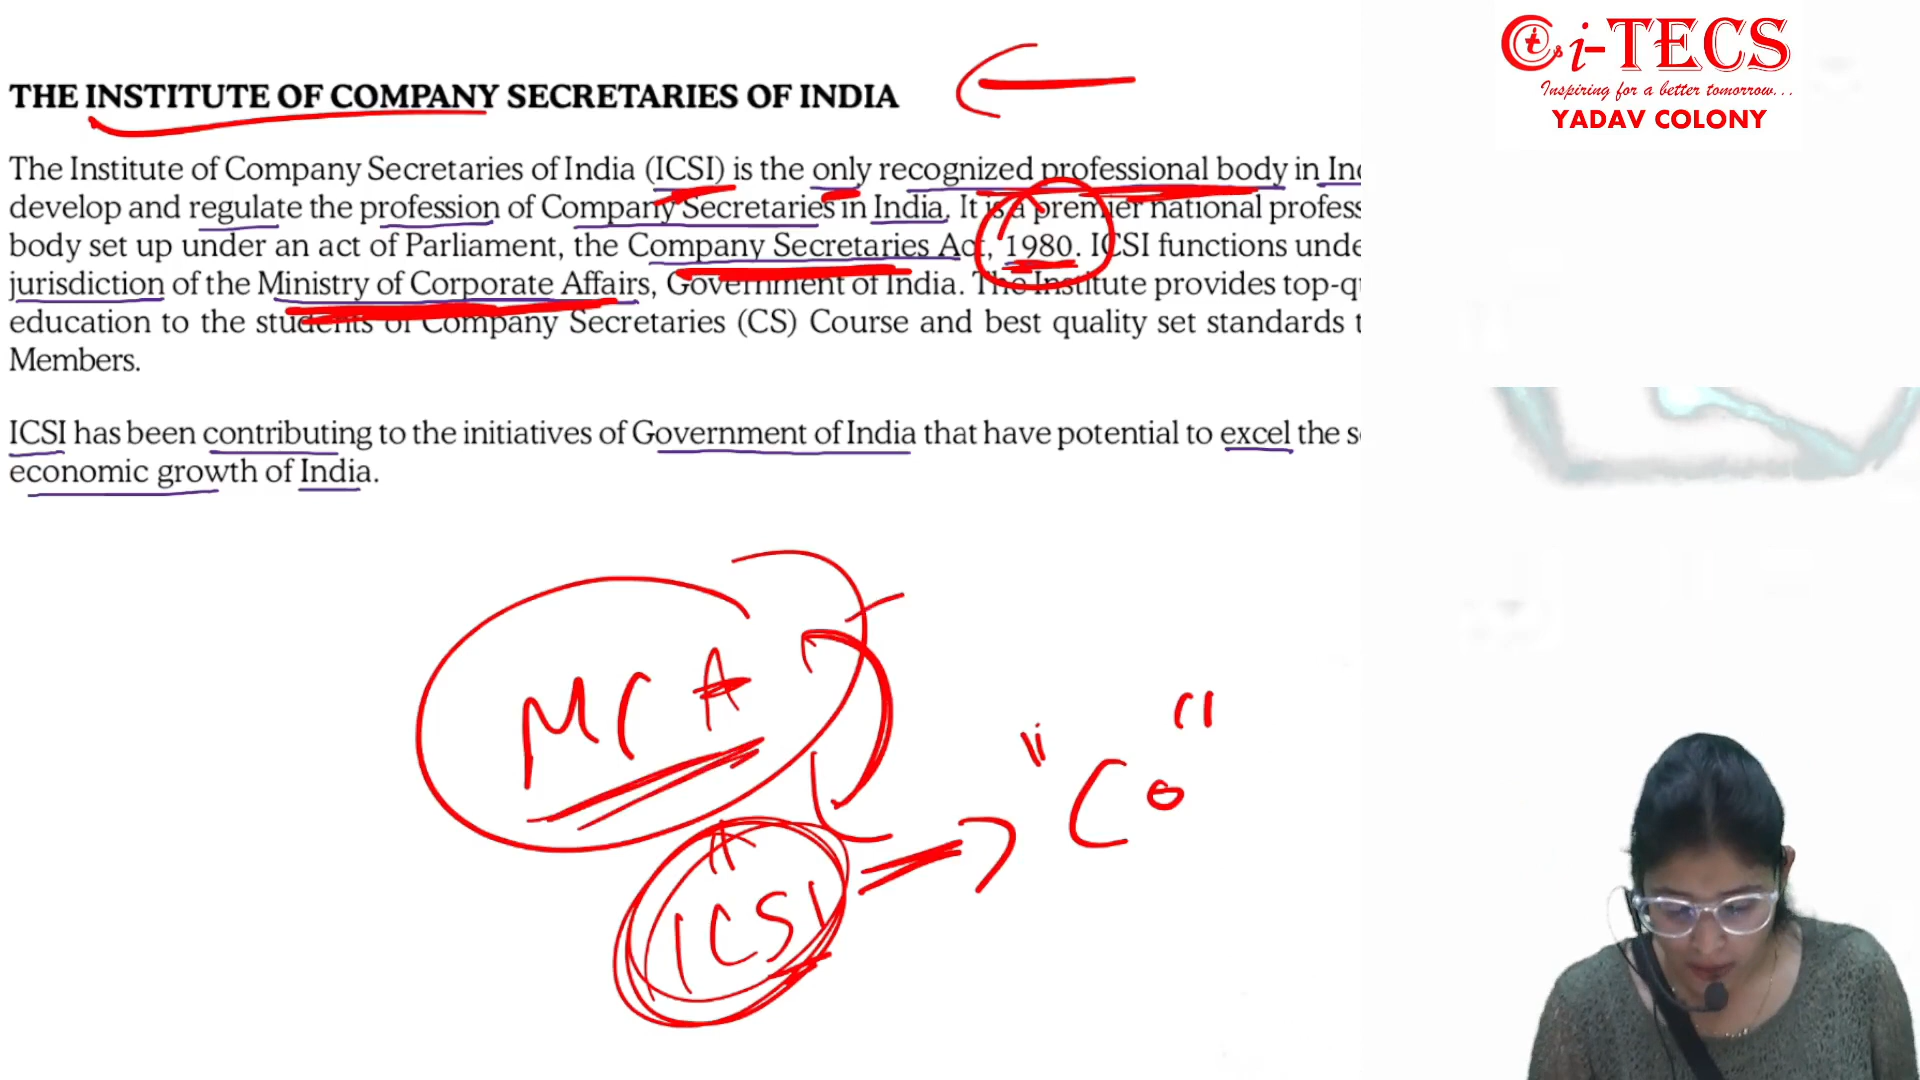 THE INSTITUTE OF COMPANY SECRETARIES OF INDIA
The Institute of Company Secretaries of India (ICSI) is the only recognized professional body in
develop and regulate the profession of Company Secretaries in India. It is a premier national
body set up under an act of Parliament, the Company Secretaries Act, 1980. ICSI functions
jurisdiction of the Ministry of Corporate Affairs, Government of India. The Institute provides
education to the students of Company Secretaries (CS) Course and best quality set standards
Members.
ICSI has been contributing to the initiatives of Government of India that have potential to excel the
economic growth of India.
i-TECS
Inspiring for a better tomorrow...
YADAV COLONY
MCA
ICSI
"Co"